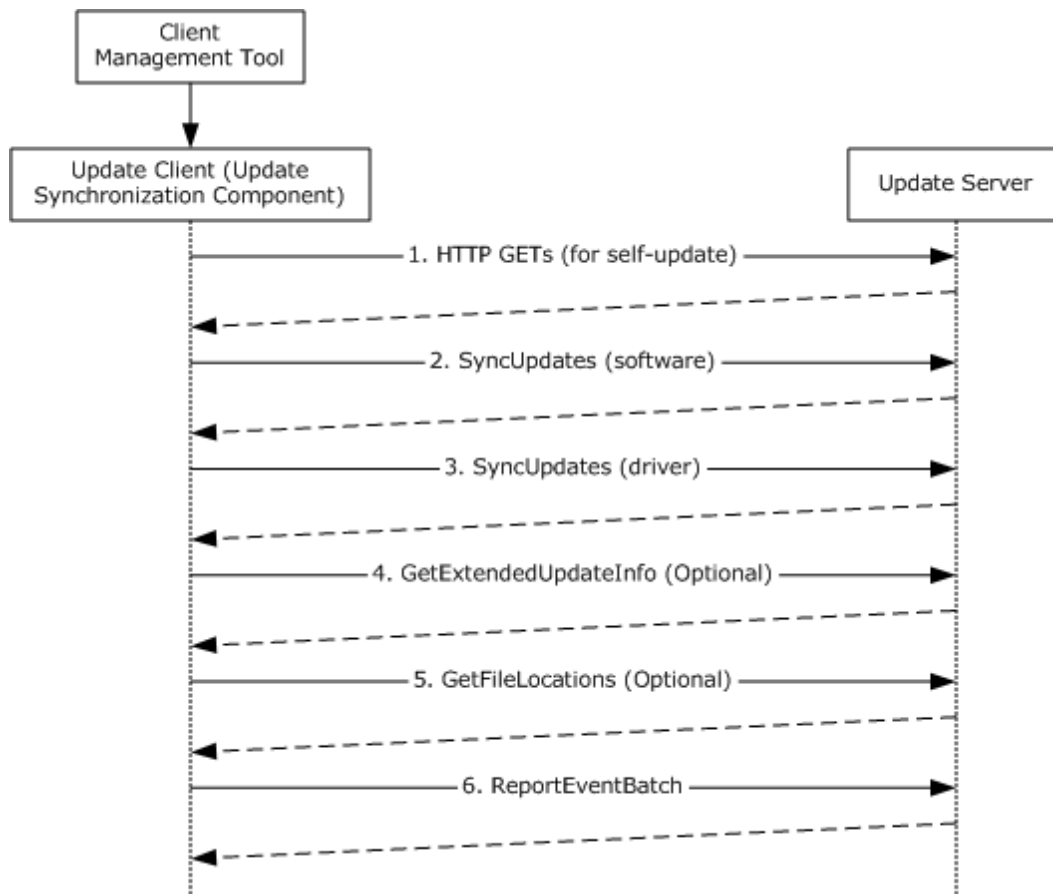 Client
Management Tool
Update Client (Update
Synchronization Component)
Update Server
1. HTTP GETs (for self-update)
2. SyncUpdates (software)
3. SyncUpdates (driver)
4. GetExtendedUpdateInfo (Optional)
5. GetFileLocations (Optional)
6. ReportEventBatch